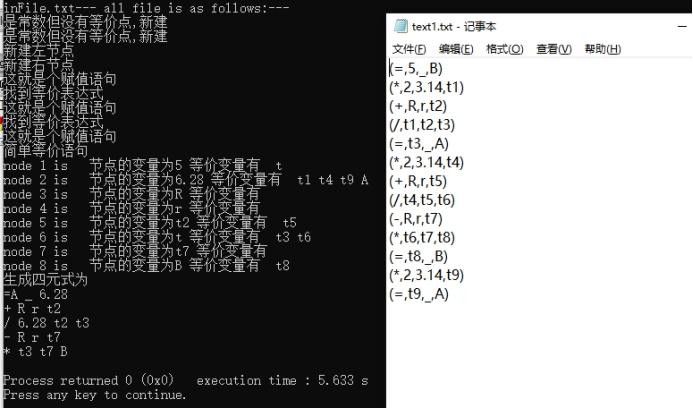 inFile.txt--- all file is as follows:---
是常数但没有等价点,新建
是常数但没有等价点,新建
新建左节点
新建右节点
这就是个赋值语句
找到等价表达式
这就是个赋值语句
找到等价表达式
这就是个赋值语句
简单等价语句
node 1 is 节点的变量为5 等价变量有 t
node 2 is 节点的变量为6.28 等价变量有 t1 t4 t9 A
node 3 is 节点的变量为R 等价变量有
node 4 is 节点的变量为r 等价变量有
node 5 is 节点的变量为t2 等价变量有 t5
node 6 is 节点的变量为t 等价变量有 t3 t6
node 7 is 节点的变量为t7 等价变量有
node 8 is 节点的变量为B 等价变量有 t8
生成四元式为
=A _ 6.28
+ R r t2
/ 6.28 t2 t3
- R r t7
* t3 t7 B
Process returned 0 (0x0) execution time : 5.633 s
Press any key to continue.
text1.txt - 记事本
文件(F) 编辑(E) 格式(O) 查看(V) 帮助(H)
(=,5,_,B)
(*,2,3.14,t1)
(+,R,r,t2)
(/,t1,t2,t3)
(=,t3,_,A)
(*,2,3.14,t4)
(+,R,r,t5)
(/,t4,t5,t6)
(-,R,r,t7)
(*,t6,t7,t8)
(=,t8,_,B)
(*,2,3.14,t9)
(=,t9,_,A)